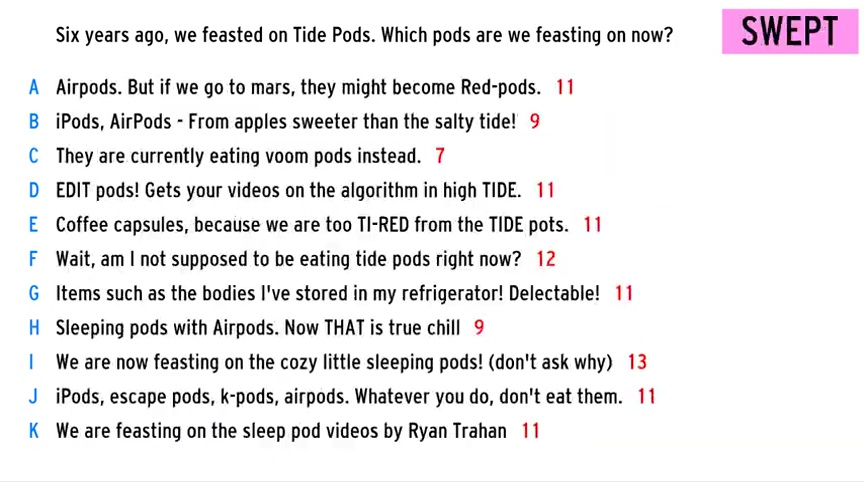 Six years ago, we feasted on Tide Pods. Which pods are we feasting on now?
SWEPT
A Airpods. But if we go to mars, they might become Red-pods. 11
B iPods, AirPods - From apples sweeter than the salty tide! 9
C They are currently eating voom pods instead. 7
D EDIT pods! Gets your videos on the algorithm in high TIDE. 11
E Coffee capsules, because we are too TI-RED from the TIDE pots. 11
F Wait, am I not supposed to be eating tide pods right now? 12
G Items such as the bodies I've stored in my refrigerator! Delectable! 11
H Sleeping pods with Airpods. Now THAT is true chill 9
I We are now feasting on the cozy little sleeping pods! (don't ask why) 13
J iPods, escape pods, k-pods, airpods. Whatever you do, don't eat them. 11
K We are feasting on the sleep pod videos by Ryan Trahan 11